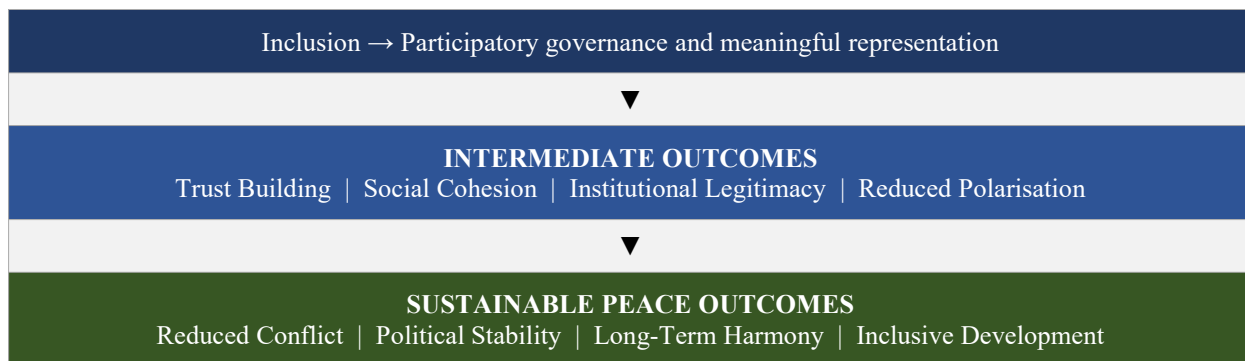 Inclusion → Participatory governance and meaningful representation
▼
INTERMEDIATE OUTCOMES
Trust Building | Social Cohesion | Institutional Legitimacy | Reduced Polarisation
▼
SUSTAINABLE PEACE OUTCOMES
Reduced Conflict | Political Stability | Long-Term Harmony | Inclusive Development